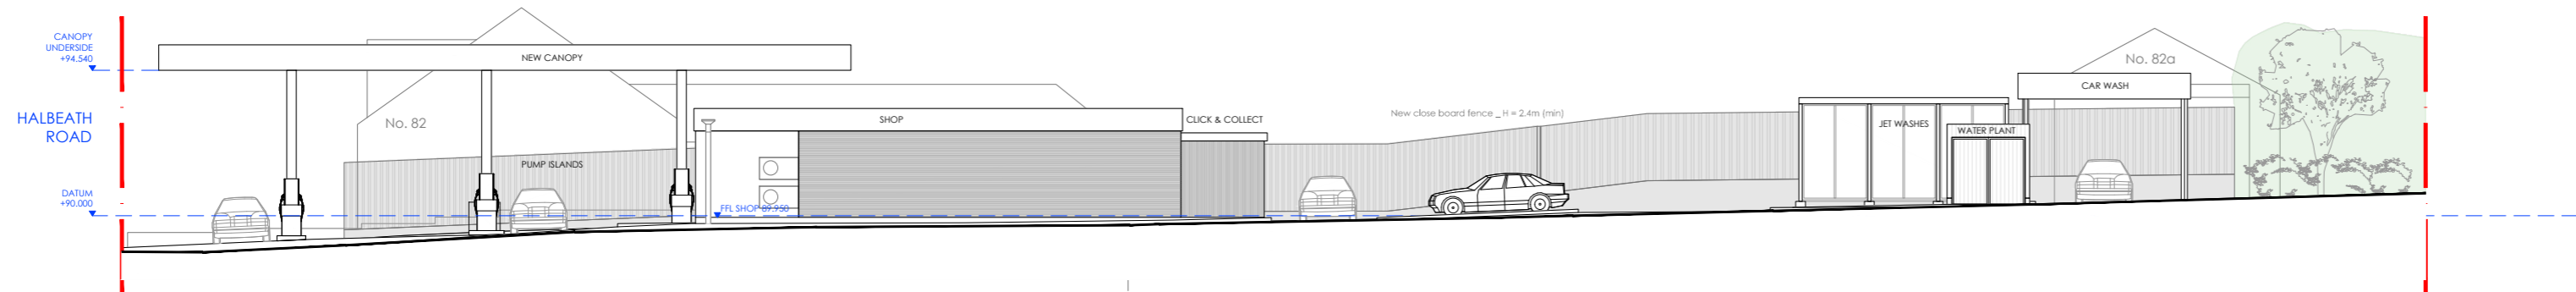 CANOPY
UNDERSIDE
+94.540
HALBEATH
ROAD
DATUM
+90.000
NEW CANOPY
No. 82
PUMP ISLANDS
SHOP
CLICK & COLLECT
FFL SHOP 89.950
New close board fence _ H = 2.4m (min)
JET WASHES
WATER PLANT
No. 82a
CAR WASH